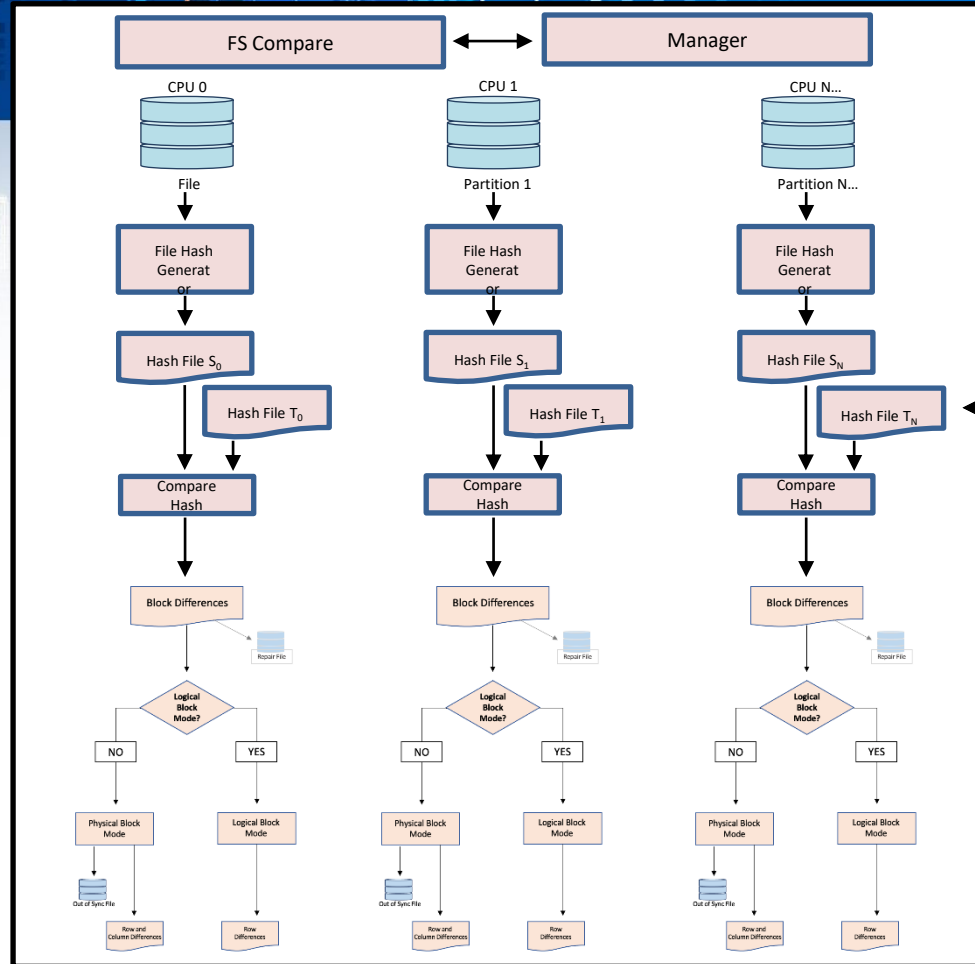 FS Compare
Manager
CPU 0
CPU 1
CPU N...
File
Partition 1
Partition N...
File Hash
Generat
or
File Hash
Generat
or
File Hash
Generat
or
Hash File S0
Hash File S1
Hash File SN
Hash File T0
Hash File T1
Hash File TN
Compare
Hash
Compare
Hash
Compare
Hash
Block Differences
Block Differences
Block Differences
Repair File
Repair File
Repair File
Logical
Block
Mode?
Logical
Block
Mode?
Logical
Block
Mode?
NO
YES
NO
YES
NO
YES
Physical Block
Mode
Logical Block
Mode
Physical Block
Mode
Logical Block
Mode
Physical Block
Mode
Logical Block
Mode
Out of Sync File
Out of Sync File
Out of Sync File
Row and
Column Differences
Row
Differences
Row and
Column Differences
Row
Differences
Row and
Column Differences
Row
Differences